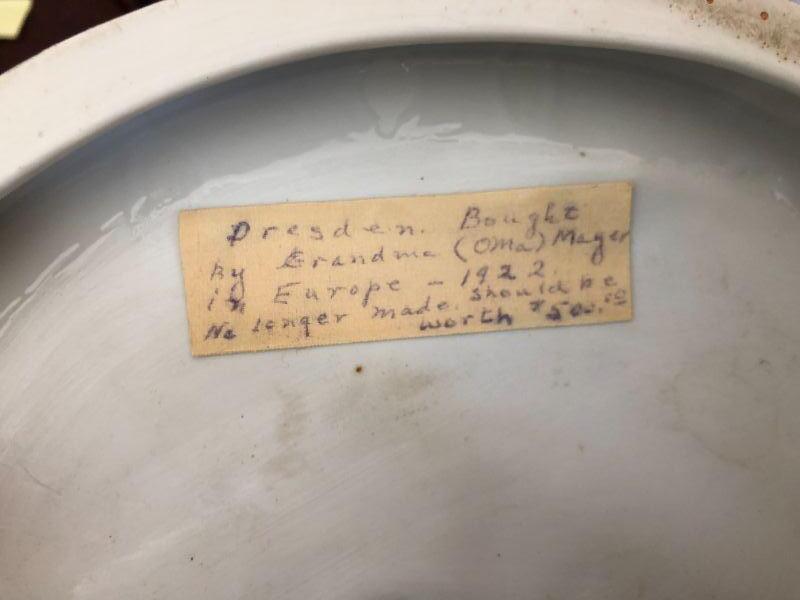 Dresden. Bought
By Grandma (OMa) Mayer
in Europe - 1922.
No longer made. should be
worth $500.00